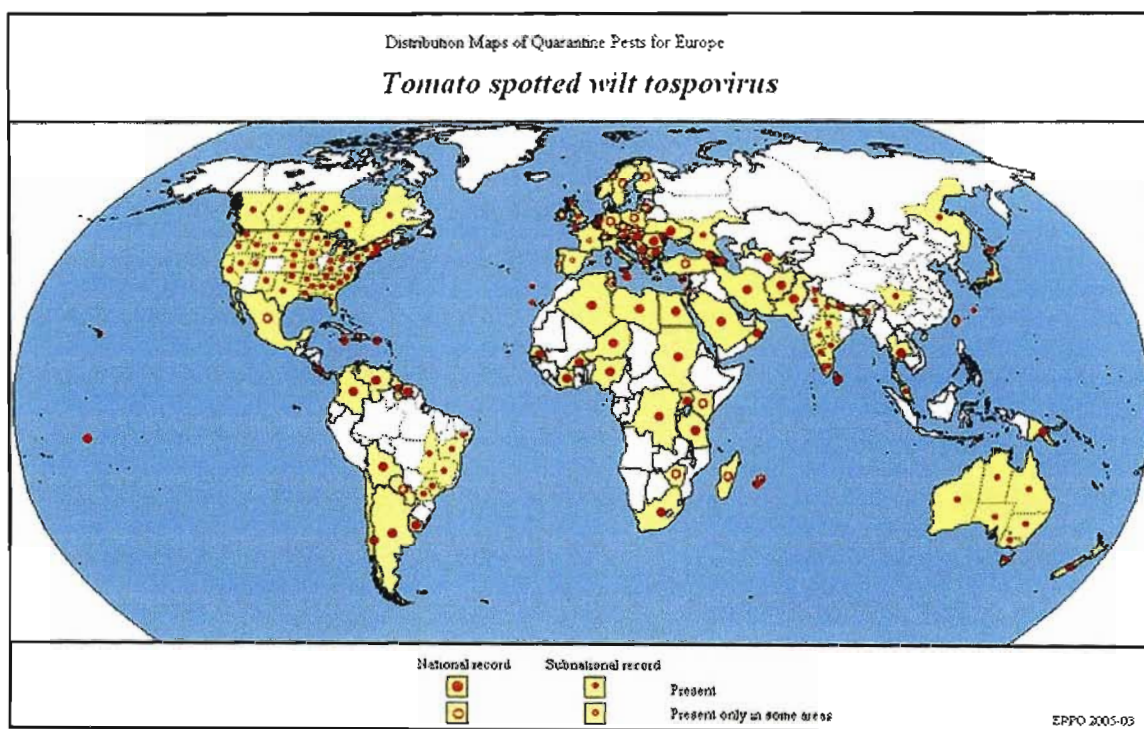 Distribution Maps of Quarantine Pests for Europe
Tomato spotted wilt tospovirus
National record Subnational record
Present
Present only in some areas
EPPO 2005-03